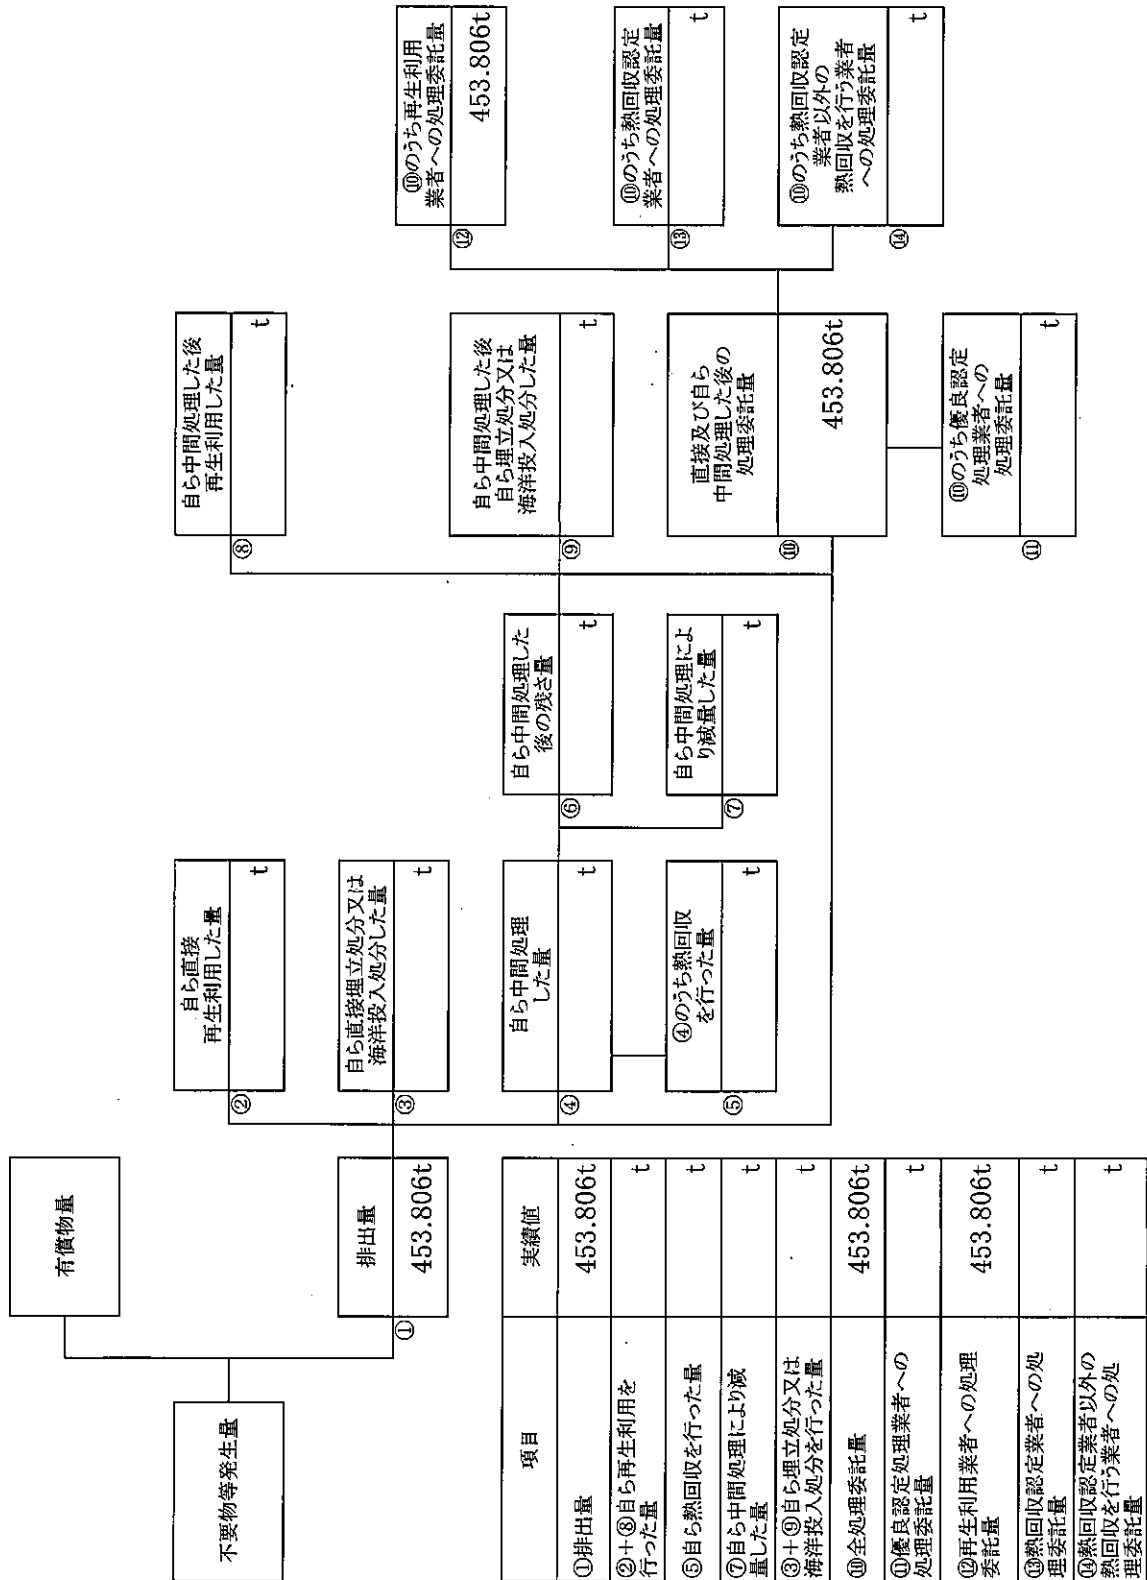 不要物等発生量
有償物量
排出量
① 453.806t
自ら直接
再生利用した量
② t
自ら直接埋立処分又は
海洋投入処分した量
③ t
自ら中間処理
した量
④ t
④のうち熱回収
を行った量
⑤ t
自ら中間処理した
後の残さ量
⑥ t
自ら中間処理によ
り減量した量
⑦ t
自ら中間処理した後
再生利用した量
⑧ t
自ら中間処理した後
自ら埋立処分又は
海洋投入処分した量
⑨ t
直接及び自ら
中間処理した後の
処理委託量
⑩ 453.806t
⑩のうち優良認定
処理業者への
処理委託量
⑪ t
⑩のうち再生利用
業者への処理委託量
⑫ 453.806t
⑩のうち熱回収認定
業者への処理委託量
⑬ t
⑩のうち熱回収認定
業者以外の
熱回収を行う業者
への処理委託量
⑭ t
項目 実績値
①排出量 453.806t
②+⑧自ら再生利用を
行った量 t
⑤自ら熱回収を行った量 t
⑦自ら中間処理により減
量した量 t
③+⑨自ら埋立処分又は
海洋投入処分を行った量 t
⑩全処理委託量 453.806t
⑪優良認定処理業者への
処理委託量 t
⑫再生利用業者への処理
委託量 453.806t
⑬熱回収認定業者への処
理委託量 t
⑭熱回収認定業者以外の
熱回収を行う業者への処
理委託量 t